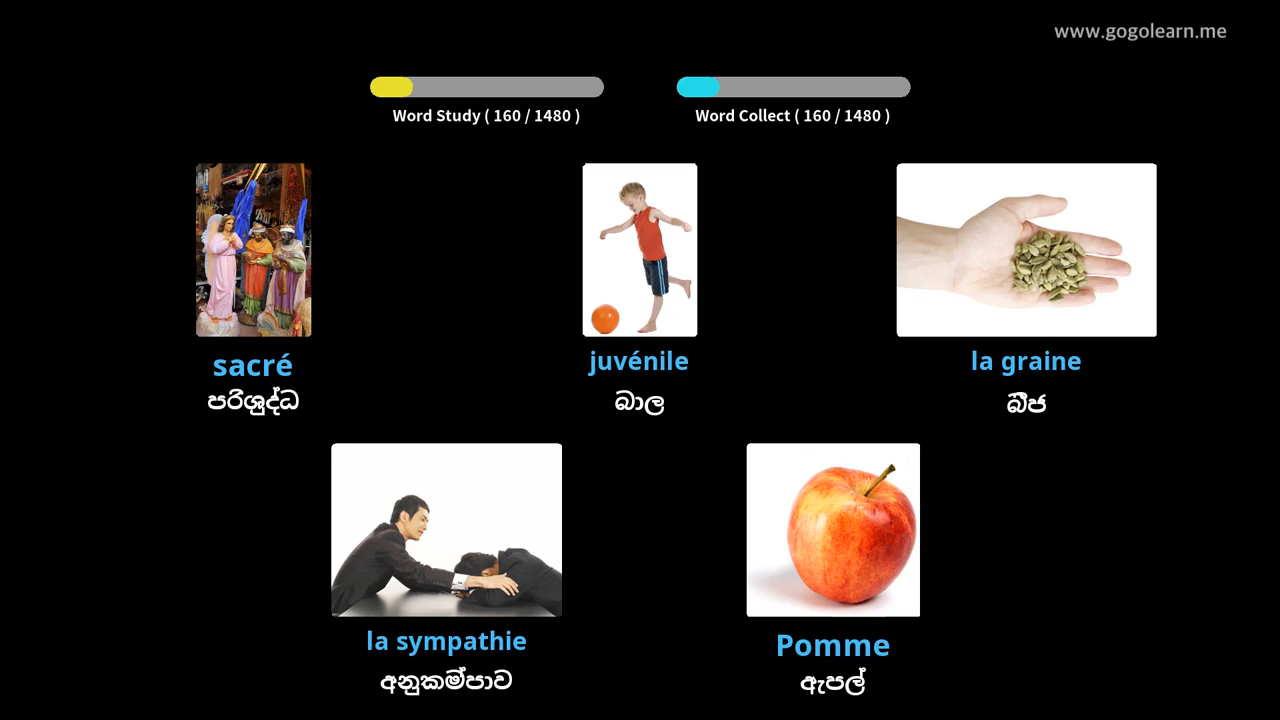 www.gogolearn.me
Word Study ( 160 / 1480 )
Word Collect ( 160 / 1480 )
sacré
පරිශුද්ධ
juvénile
බාල
la graine
බීජ
la sympathie
අනුකම්පාව
Pomme
ඇපල්